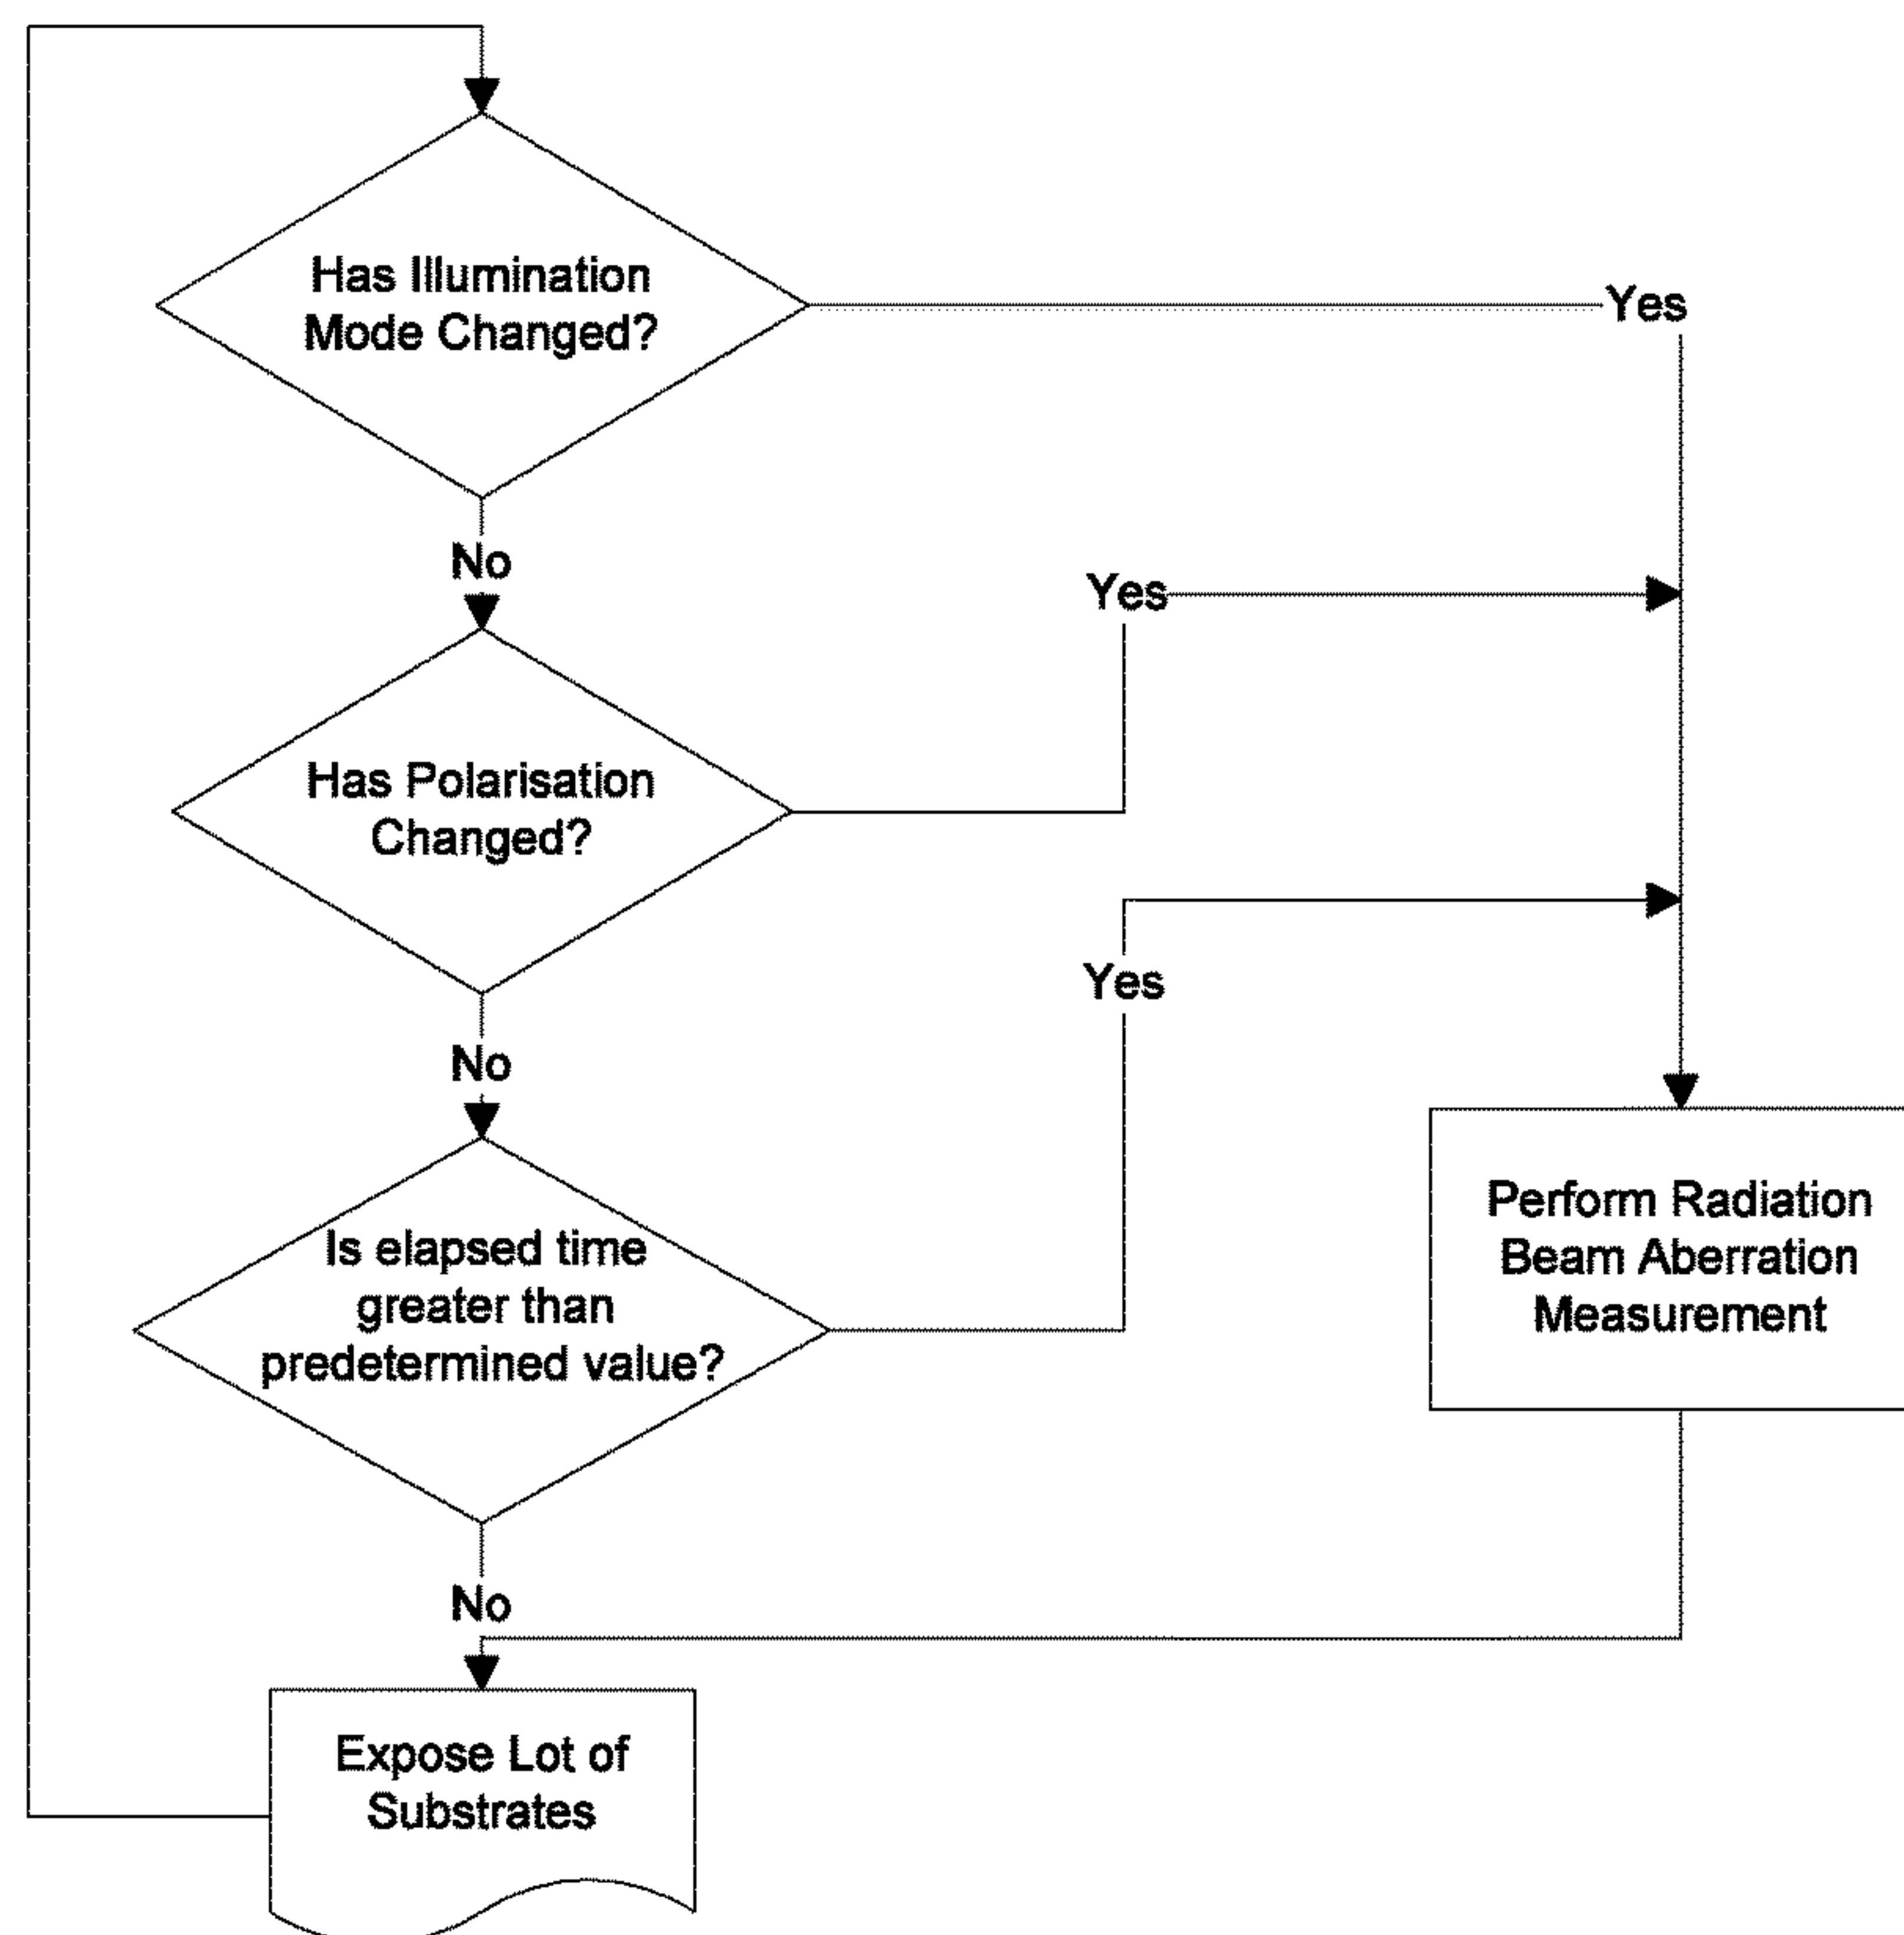 Has Illumination
Mode Changed?
Yes
No
Yes
Has Polarisation
Changed?
Yes
No
Is elapsed time
greater than
predetermined value?
Perform Radiation
Beam Aberration
Measurement
No
Expose Lot of
Substrates